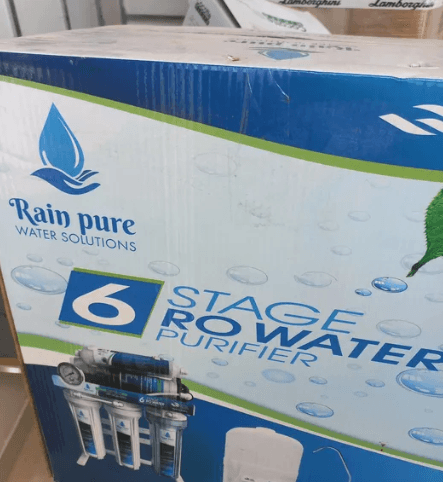 Lamborghini
Lamborghini
Rain pure
WATER SOLUTIONS
6
STAGE
RO WATER
PURIFIER